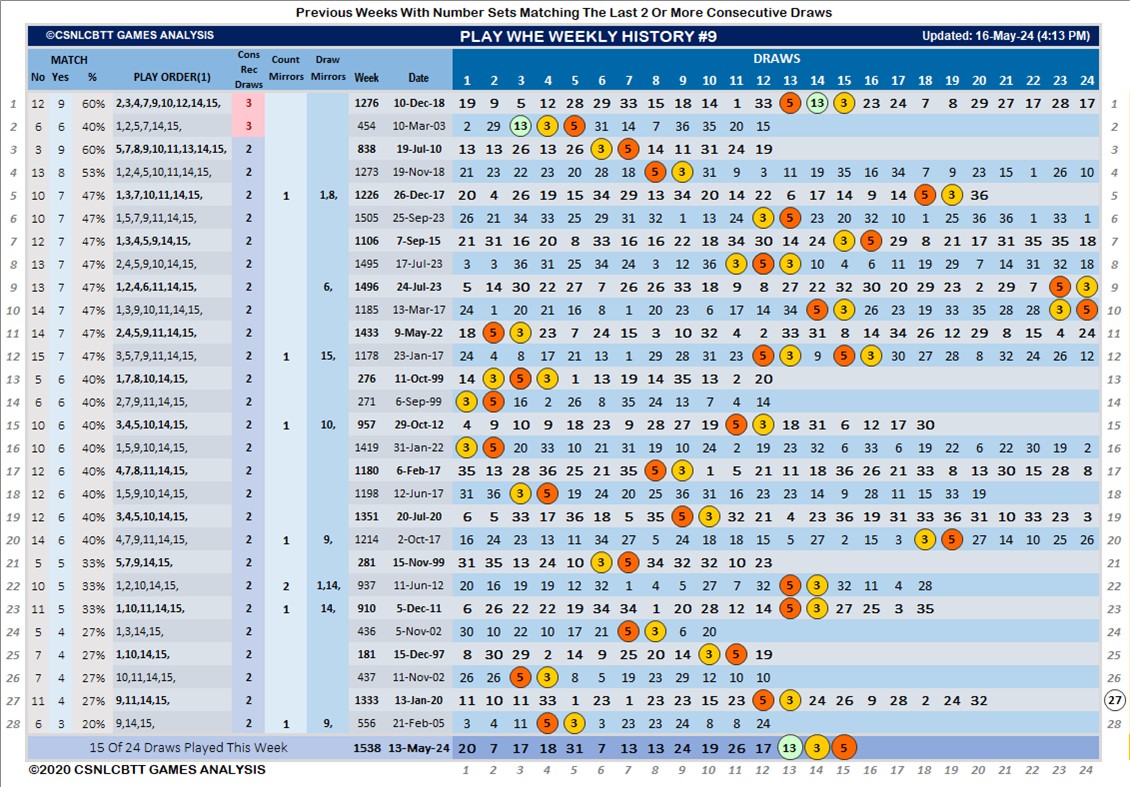 Previous Weeks With Number Sets Matching The Last 2 Or More Consecutive Draws
©CSNLCBTT GAMES ANALYSIS PLAY WHE WEEKLY HISTORY #9 Updated: 16-May-24 (4:13 PM)
MATCH Cons Rec Draws Count Mirrors Draw Mirrors DRAWS
No Yes % PLAY ORDER(1) Week Date 1 2 3 4 5 6 7 8 9 10 11 12 13 14 15 16 17 18 19 20 21 22 23 24
1 12 9 60% 2,3,4,7,9,10,12,14,15, 3 1276 10-Dec-18 19 9 5 12 28 29 33 15 18 14 1 33 5 14 3 23 24 7 8 29 27 17 28 17 1
2 6 6 40% 1,2,5,7,14,15, 3 454 10-Mar-03 2 29 13 3 5 31 14 7 36 35 20 15 2
3 3 9 60% 5,7,8,9,10,11,13,14,15, 2 838 19-Jul-10 13 13 26 13 26 3 5 14 11 31 24 19 3
4 13 8 53% 1,2,4,5,10,11,14,15, 2 1273 19-Nov-18 21 23 22 23 20 28 18 5 3 31 9 3 11 19 35 16 34 7 9 23 15 1 26 10 4
5 10 7 47% 1,3,7,10,11,14,15, 2 1 1,8, 1226 26-Dec-17 20 4 26 19 15 34 29 13 34 20 14 22 6 17 14 9 14 5 3 36 5
6 10 7 47% 1,5,7,9,11,14,15, 2 1505 25-Sep-23 26 21 34 33 25 29 31 32 1 13 24 3 5 23 20 32 10 1 25 36 36 1 33 1 6
7 12 7 47% 1,3,4,5,9,14,15, 2 1106 7-Sep-15 21 31 16 20 8 33 16 16 22 18 34 30 14 24 3 5 29 8 21 17 31 35 35 18 7
8 13 7 47% 2,4,5,9,10,14,15, 2 1495 17-Jul-23 3 3 36 31 25 34 24 3 12 36 3 5 3 10 4 6 11 19 29 7 14 31 32 18 8
9 13 7 47% 1,2,4,6,11,14,15, 2 6, 1496 24-Jul-23 5 14 30 22 27 7 26 26 33 18 9 8 27 22 32 30 20 29 23 2 29 7 5 3 9
10 14 7 47% 1,3,9,10,11,14,15, 2 1185 13-Mar-17 24 1 20 21 16 8 1 20 23 6 17 14 34 5 3 26 23 19 33 35 28 28 3 5 10
11 14 7 47% 2,4,5,9,11,14,15, 2 1433 9-May-22 18 5 3 23 7 24 15 3 10 32 4 2 33 31 8 14 34 26 12 29 8 15 4 24 11
12 15 7 47% 3,5,7,9,11,14,15, 2 1 15, 1178 23-Jan-17 24 4 8 17 21 13 1 29 28 31 23 5 3 9 5 3 30 27 28 8 32 24 26 12 12
13 5 6 40% 1,7,8,10,14,15, 2 276 11-Oct-99 14 3 5 3 1 13 19 14 35 13 2 20 13
14 6 6 40% 2,7,9,11,14,15, 2 271 6-Sep-99 3 5 16 2 26 8 35 24 13 7 4 14 14
15 10 6 40% 3,4,5,10,14,15, 2 1 10, 957 29-Oct-12 4 9 10 9 18 23 9 28 27 19 5 3 18 31 6 12 17 30 15
16 10 6 40% 1,5,9,10,14,15, 2 1419 31-Jan-22 3 5 20 33 10 21 31 19 10 24 2 19 23 32 6 33 6 19 22 6 22 30 19 2 16
17 12 6 40% 4,7,8,11,14,15, 2 1180 6-Feb-17 35 13 28 36 25 21 35 5 3 1 5 21 11 18 36 26 21 33 8 13 30 15 28 8 17
18 12 6 40% 1,5,9,10,14,15, 2 1198 12-Jun-17 31 36 3 5 19 24 20 25 36 31 16 23 23 14 9 28 11 15 33 19 18
19 12 6 40% 3,4,5,10,14,15, 2 1351 20-Jul-20 6 5 33 17 36 18 5 35 5 3 32 21 4 23 36 19 31 33 36 31 10 33 23 3 19
20 14 6 40% 4,7,9,11,14,15, 2 1 9, 1214 2-Oct-17 16 24 23 13 11 34 27 5 24 18 18 15 5 27 2 15 3 3 5 27 14 10 25 26 20
21 5 5 33% 5,7,9,14,15, 2 281 15-Nov-99 31 35 13 24 10 3 5 34 32 32 10 23 21
22 10 5 33% 1,2,10,14,15, 2 2 1,14, 937 11-Jun-12 20 16 19 19 12 32 1 4 5 27 7 32 5 3 32 11 4 28 22
23 11 5 33% 1,10,11,14,15, 2 1 14, 910 5-Dec-11 6 26 22 22 19 34 34 1 20 28 12 14 5 3 27 25 3 35 23
24 5 4 27% 1,3,14,15, 2 436 5-Nov-02 30 10 22 10 17 21 5 3 6 20 24
25 7 4 27% 1,10,14,15, 2 181 15-Dec-97 8 30 29 2 14 9 25 20 14 3 5 19 25
26 7 4 27% 10,11,14,15, 2 437 11-Nov-02 26 26 5 3 8 5 19 23 29 12 10 10 26
27 11 4 27% 9,11,14,15, 2 1333 13-Jan-20 11 10 11 33 1 23 1 23 23 15 23 5 3 24 26 9 28 2 24 32 27
28 6 3 20% 9,14,15, 2 1 9, 556 21-Feb-05 3 4 11 5 3 3 23 23 24 8 8 24 28
15 Of 24 Draws Played This Week 1538 13-May-24 20 7 17 18 31 7 13 13 24 19 26 17 13 3 5
©2020 CSNLCBTT GAMES ANALYSIS 1 2 3 4 5 6 7 8 9 10 11 12 13 14 15 16 17 18 19 20 21 22 23 24